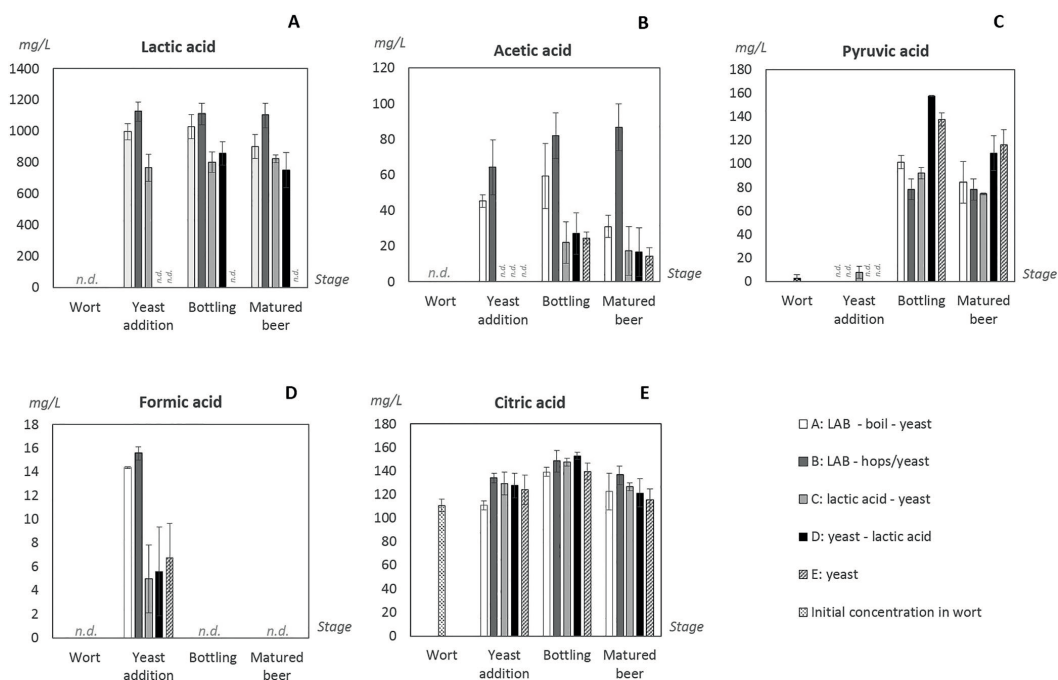 A
Lactic acid
mg/L
1400
1200
1000
800
600
400
200
0
n.d.
n.d.
n.d.
n.d.
n.d.
Stage
Wort
Yeast addition
Bottling
Matured beer
B
Acetic acid
mg/L
120
100
80
60
40
20
0
n.d.
n.d.
n.d.
n.d.
Stage
Wort
Yeast addition
Bottling
Matured beer
C
Pyruvic acid
mg/L
180
160
140
120
100
80
60
40
20
0
n.d.
n.d.
n.d.
n.d.
Stage
Wort
Yeast addition
Bottling
Matured beer
D
Formic acid
mg/L
18
16
14
12
10
8
6
4
2
0
n.d.
n.d.
n.d.
Stage
Wort
Yeast addition
Bottling
Matured beer
E
Citric acid
mg/L
180
160
140
120
100
80
60
40
20
0
Stage
Wort
Yeast addition
Bottling
Matured beer
A: LAB - boil - yeast
B: LAB - hops/yeast
C: lactic acid - yeast
D: yeast - lactic acid
E: yeast
Initial concentration in wort